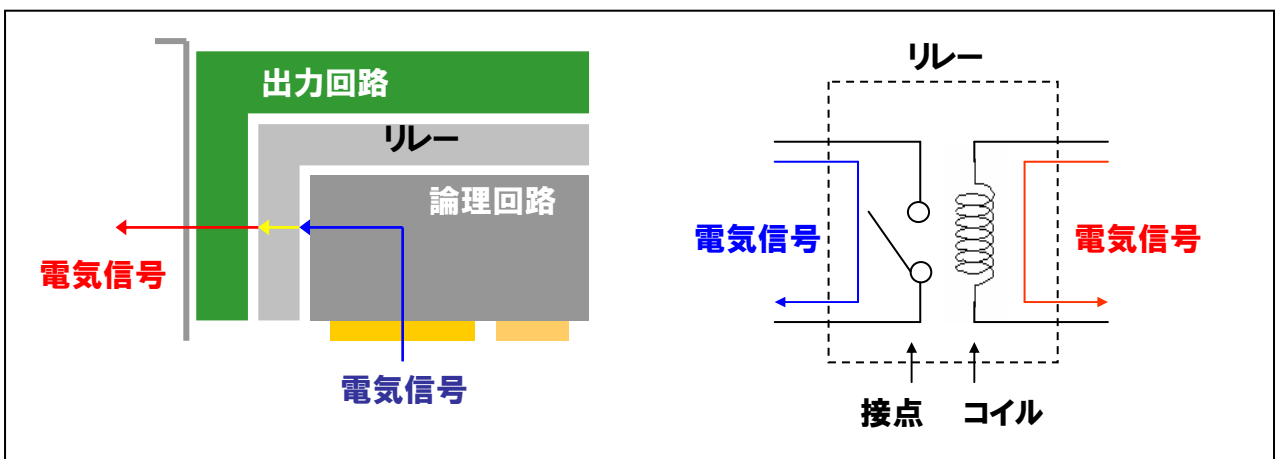 出力回路
リレー
論理回路
電気信号
電気信号
リレー
電気信号
電気信号
接点
コイル